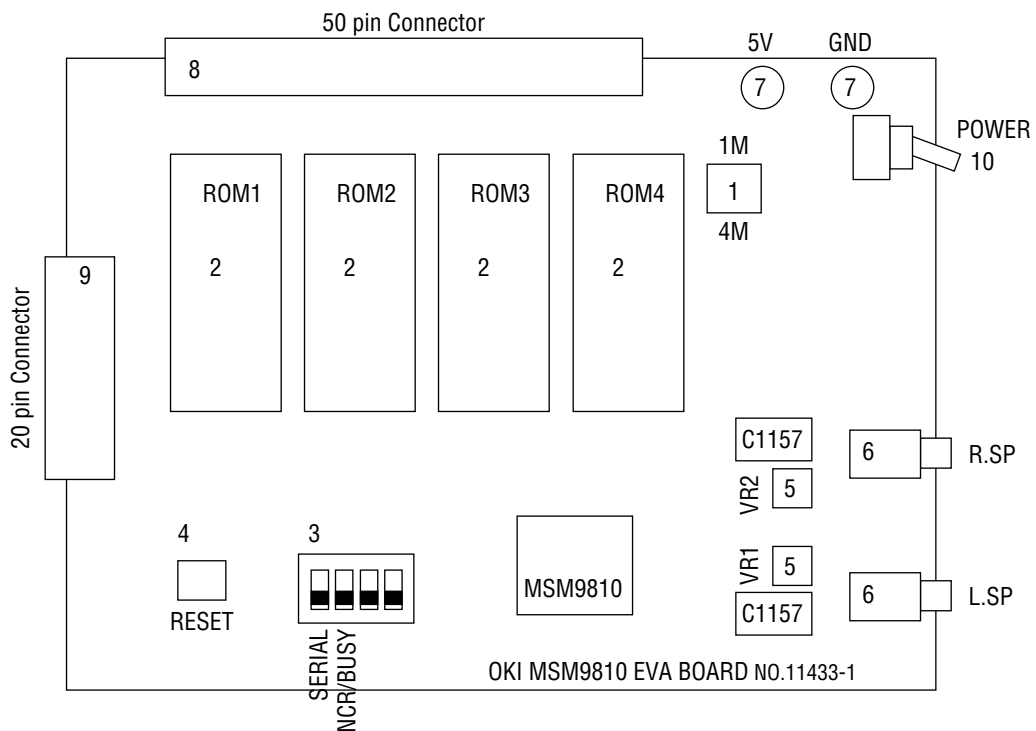 50 pin Connector
8
5V
GND
7
7
POWER
10
1M
1
4M
ROM1
ROM2
ROM3
ROM4
2
2
2
2
9
20 pin Connector
C1157
6
R.SP
VR2
5
4
3
MSM9810
VR1
5
C1157
6
L.SP
RESET
SERIAL
NCR/BUSY
OKI MSM9810 EVA BOARD NO.11433-1